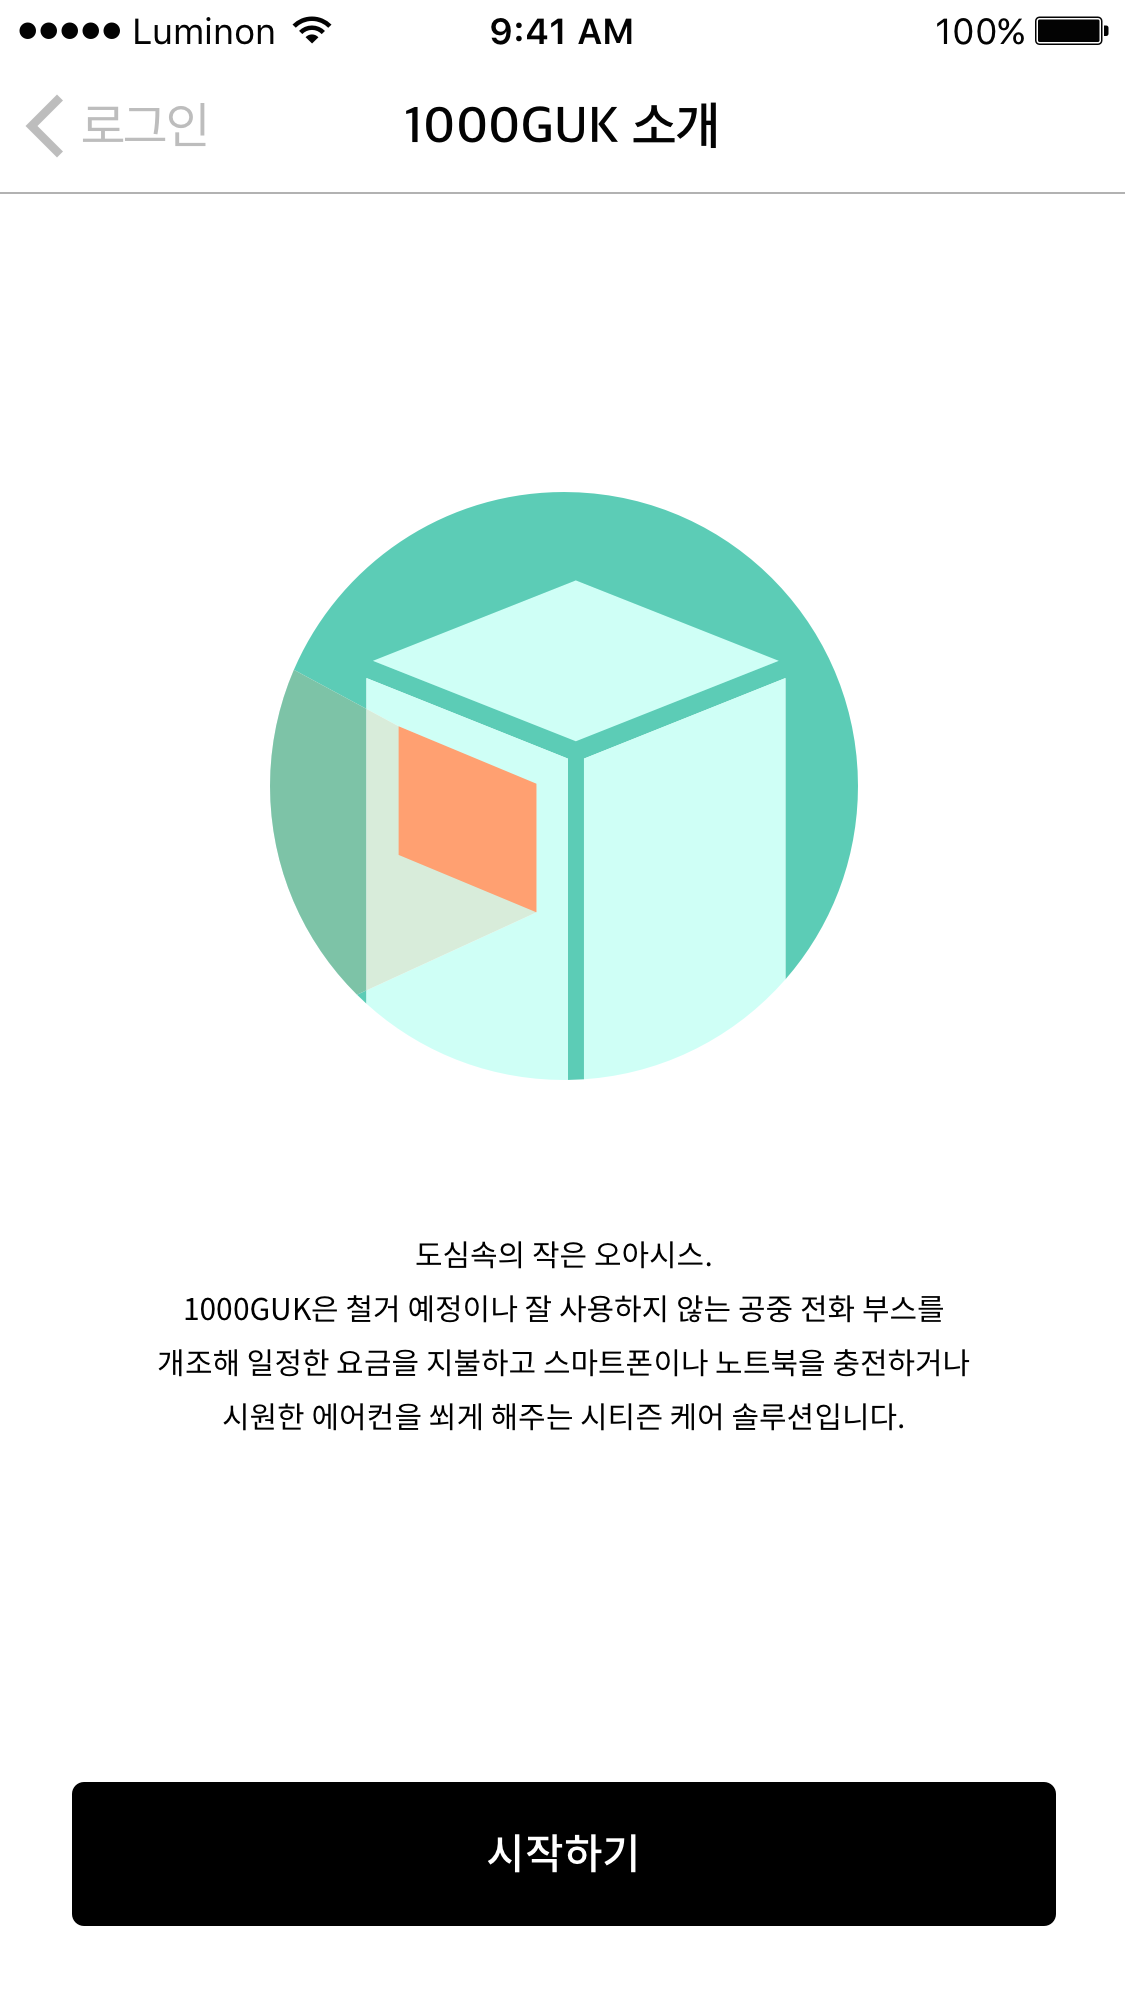 Luminon 9:41 AM 100%
로그인 1000GUK 소개
도심속의 작은 오아시스.
1000GUK은 철거 예정이나 잘 사용하지 않는 공중 전화 부스를
개조해 일정한 요금을 지불하고 스마트폰이나 노트북을 충전하거나
시원한 에어컨을 쐬게 해주는 시티즌 케어 솔루션입니다.
시작하기